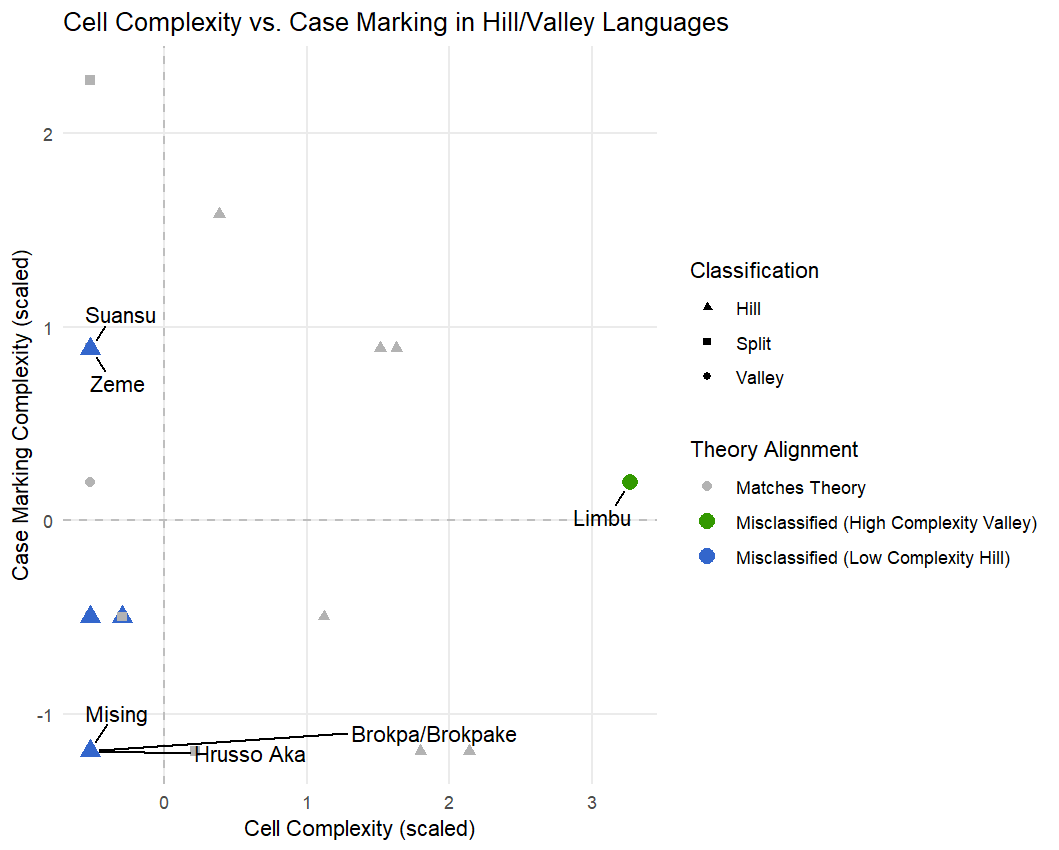 Cell Complexity vs. Case Marking in Hill/Valley Languages
Case Marking Complexity (scaled)
2
1
0
-1
Suansu
Zeme
Limbu
Mising
Brokpa/Brokpake
Hrusso Aka
0
1
2
3
Cell Complexity (scaled)
Classification
Hill
Split
Valley
Theory Alignment
Matches Theory
Misclassified (High Complexity Valley)
Misclassified (Low Complexity Hill)